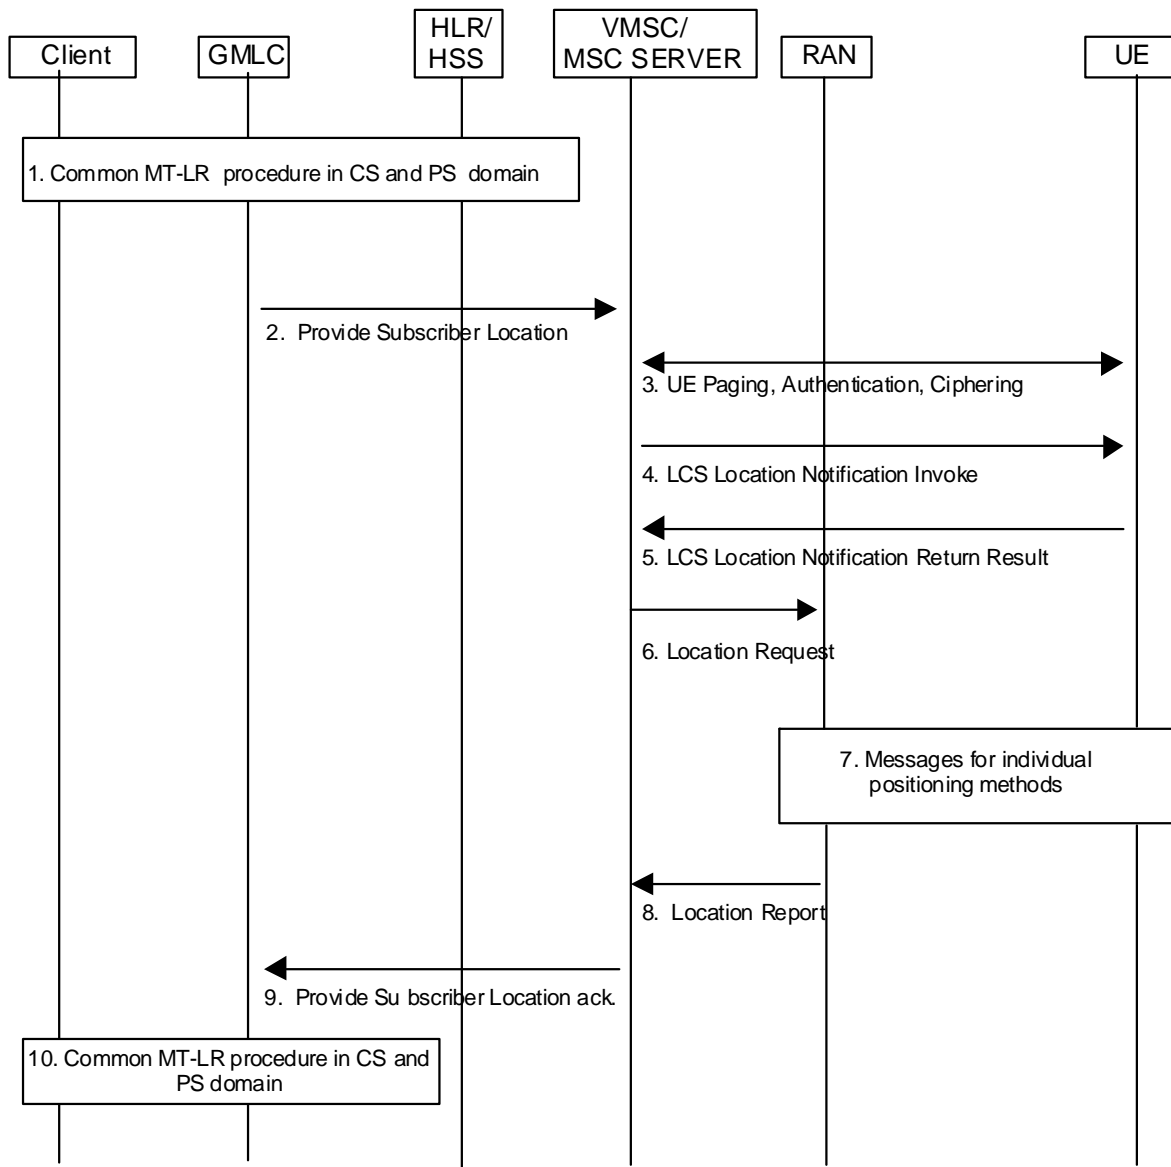 Client
GMLC
HLR/
HSS
VMSC/
MSC SERVER
RAN
UE
1. Common MT-LR procedure in CS and PS domain
2. Provide Subscriber Location
3. UE Paging, Authentication, Ciphering
4. LCS Location Notification Invoke
5. LCS Location Notification Return Result
6. Location Request
7. Messages for individual
positioning methods
8. Location Report
9. Provide Su bscriber Location ack.
10. Common MT-LR procedure in CS and
PS domain